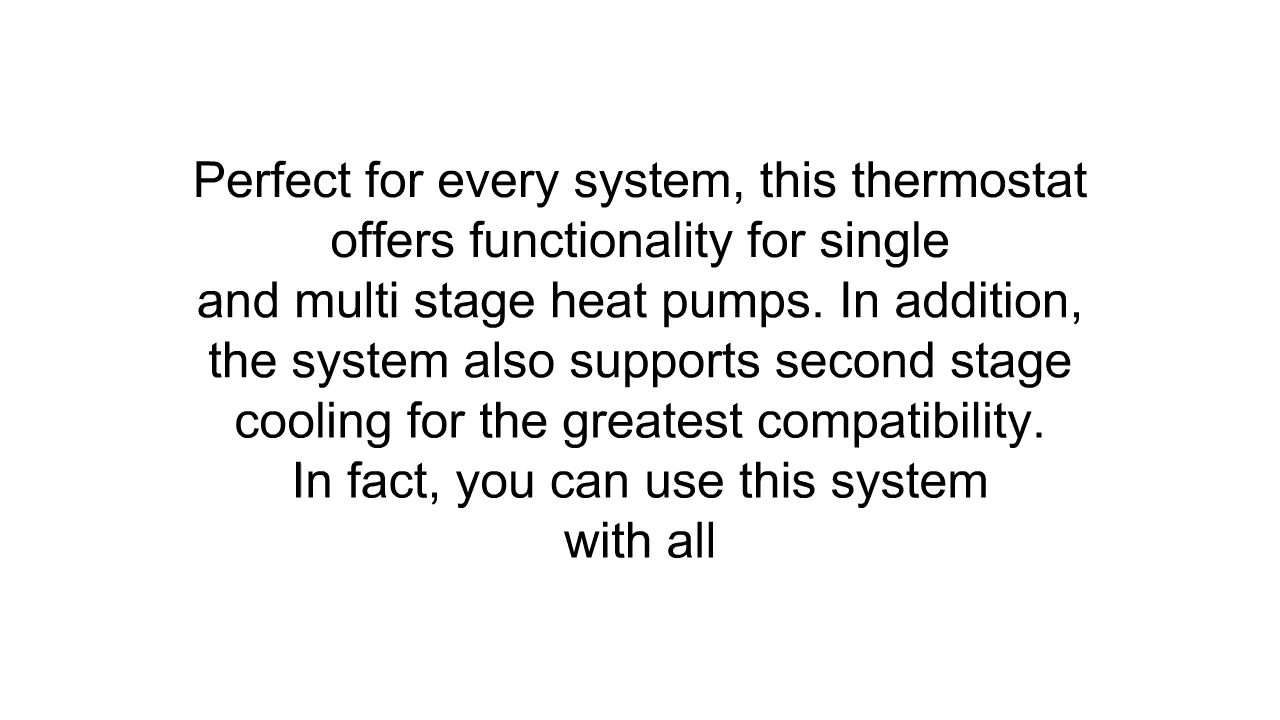 Perfect for every system, this thermostat
offers functionality for single
and multi stage heat pumps. In addition,
the system also supports second stage
cooling for the greatest compatibility.
In fact, you can use this system
with all